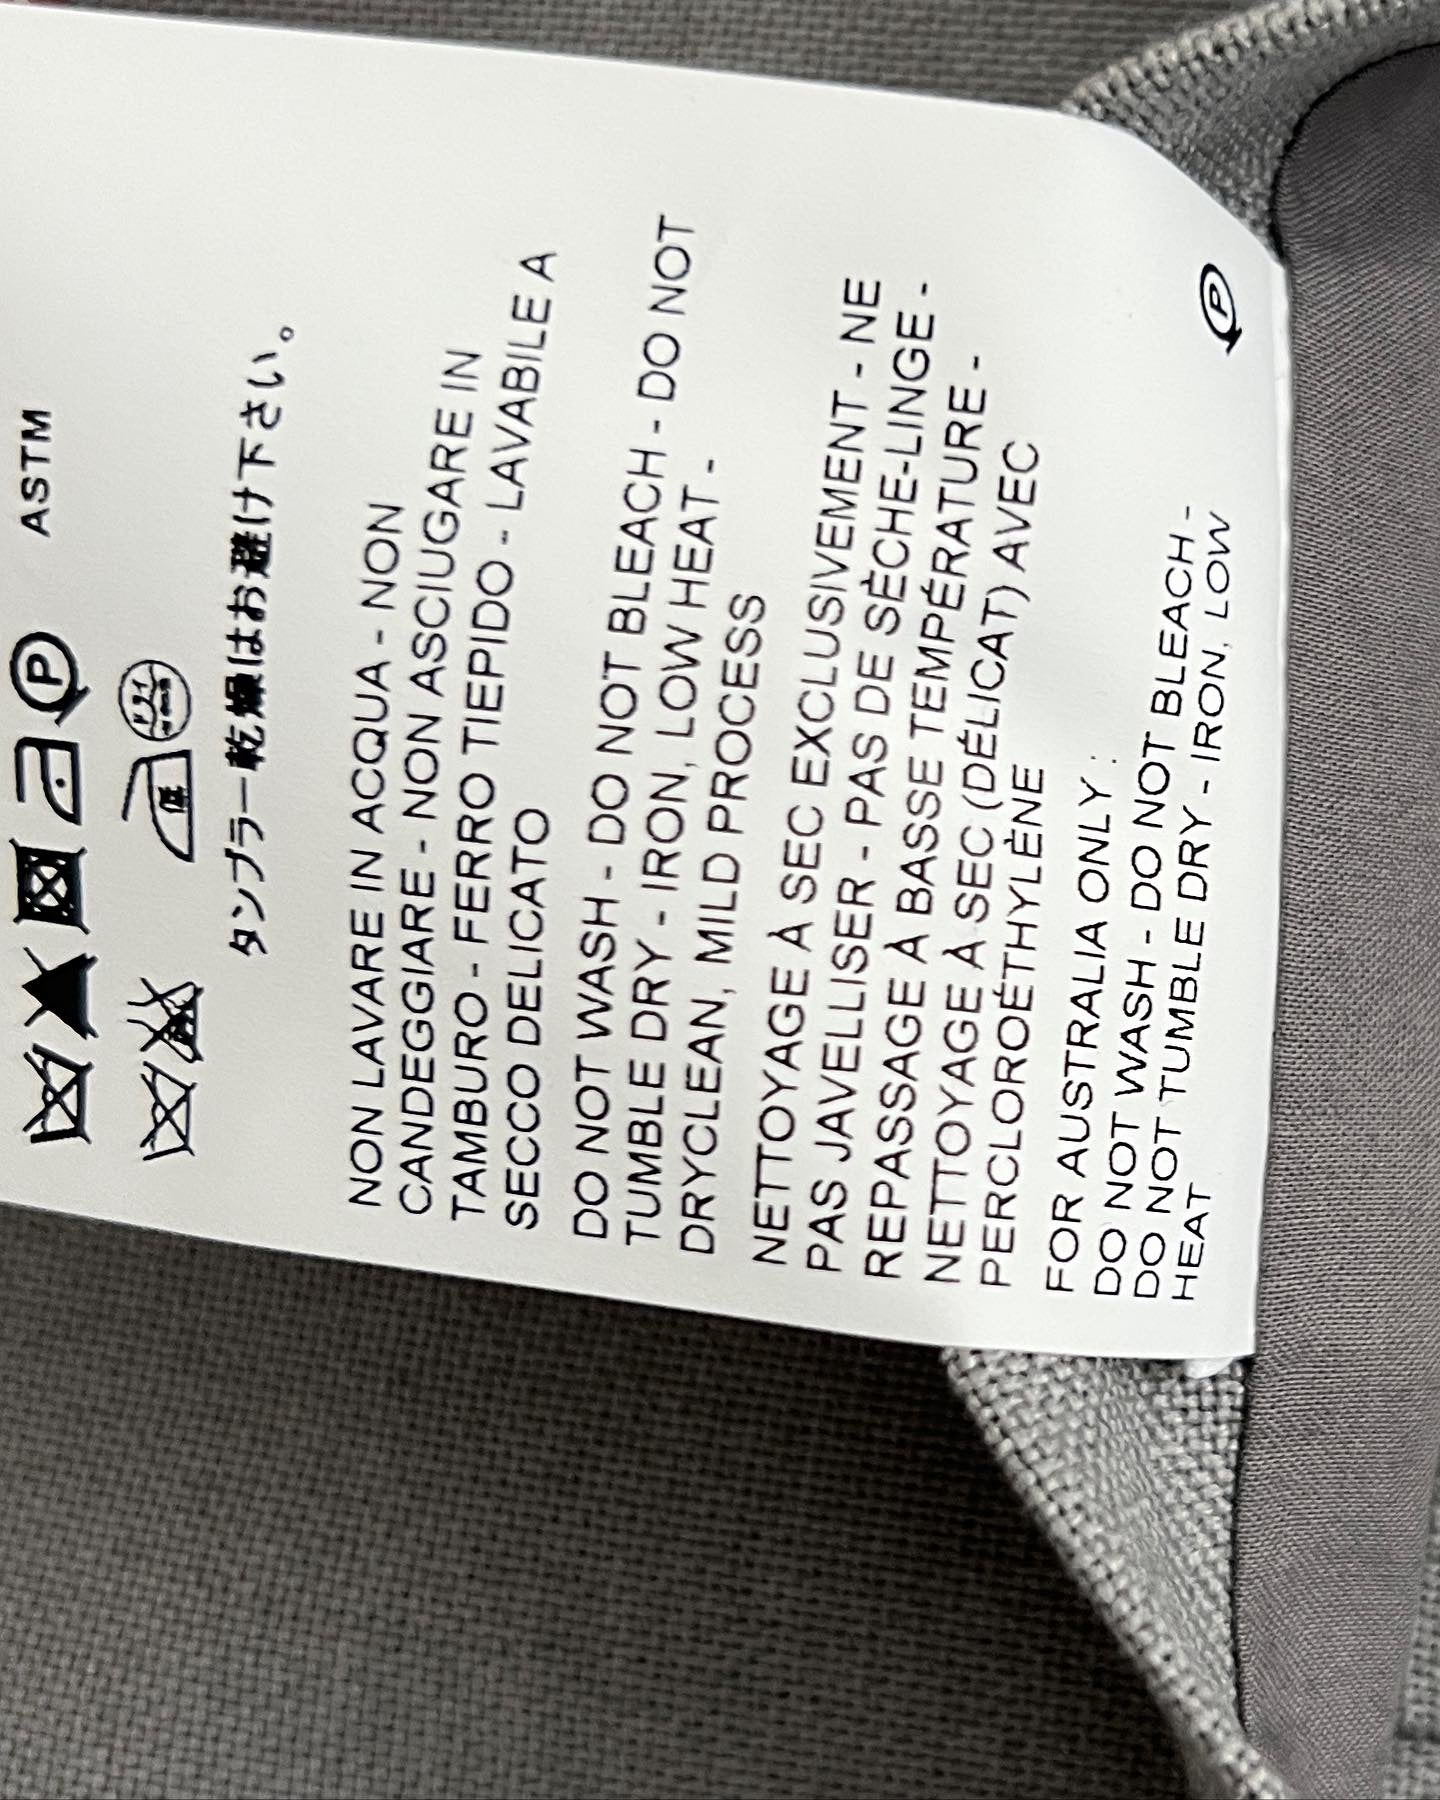 P ASTM
ドライ
低
タンブラー乾燥はお避け下さい。
NON LAVARE IN ACQUA - NON
CANDEGGIARE - NON ASCIUGARE IN
TAMBURO - FERRO TIEPIDO - LAVABILE A
SECCO DELICATO
DO NOT WASH - DO NOT BLEACH - DO NOT
TUMBLE DRY - IRON, LOW HEAT -
DRYCLEAN, MILD PROCESS
NETTOYAGE À SEC EXCLUSIVEMENT - NE
PAS JAVELLISER - PAS DE SÈCHE-LINGE -
REPASSAGE À BASSE TEMPÉRATURE -
NETTOYAGE À SEC (DÉLICAT) AVEC
PERCLOROÉTHYLÈNE
FOR AUSTRALIA ONLY :
DO NOT WASH - DO NOT BLEACH -
DO NOT TUMBLE DRY - IRON, LOW
HEAT
P